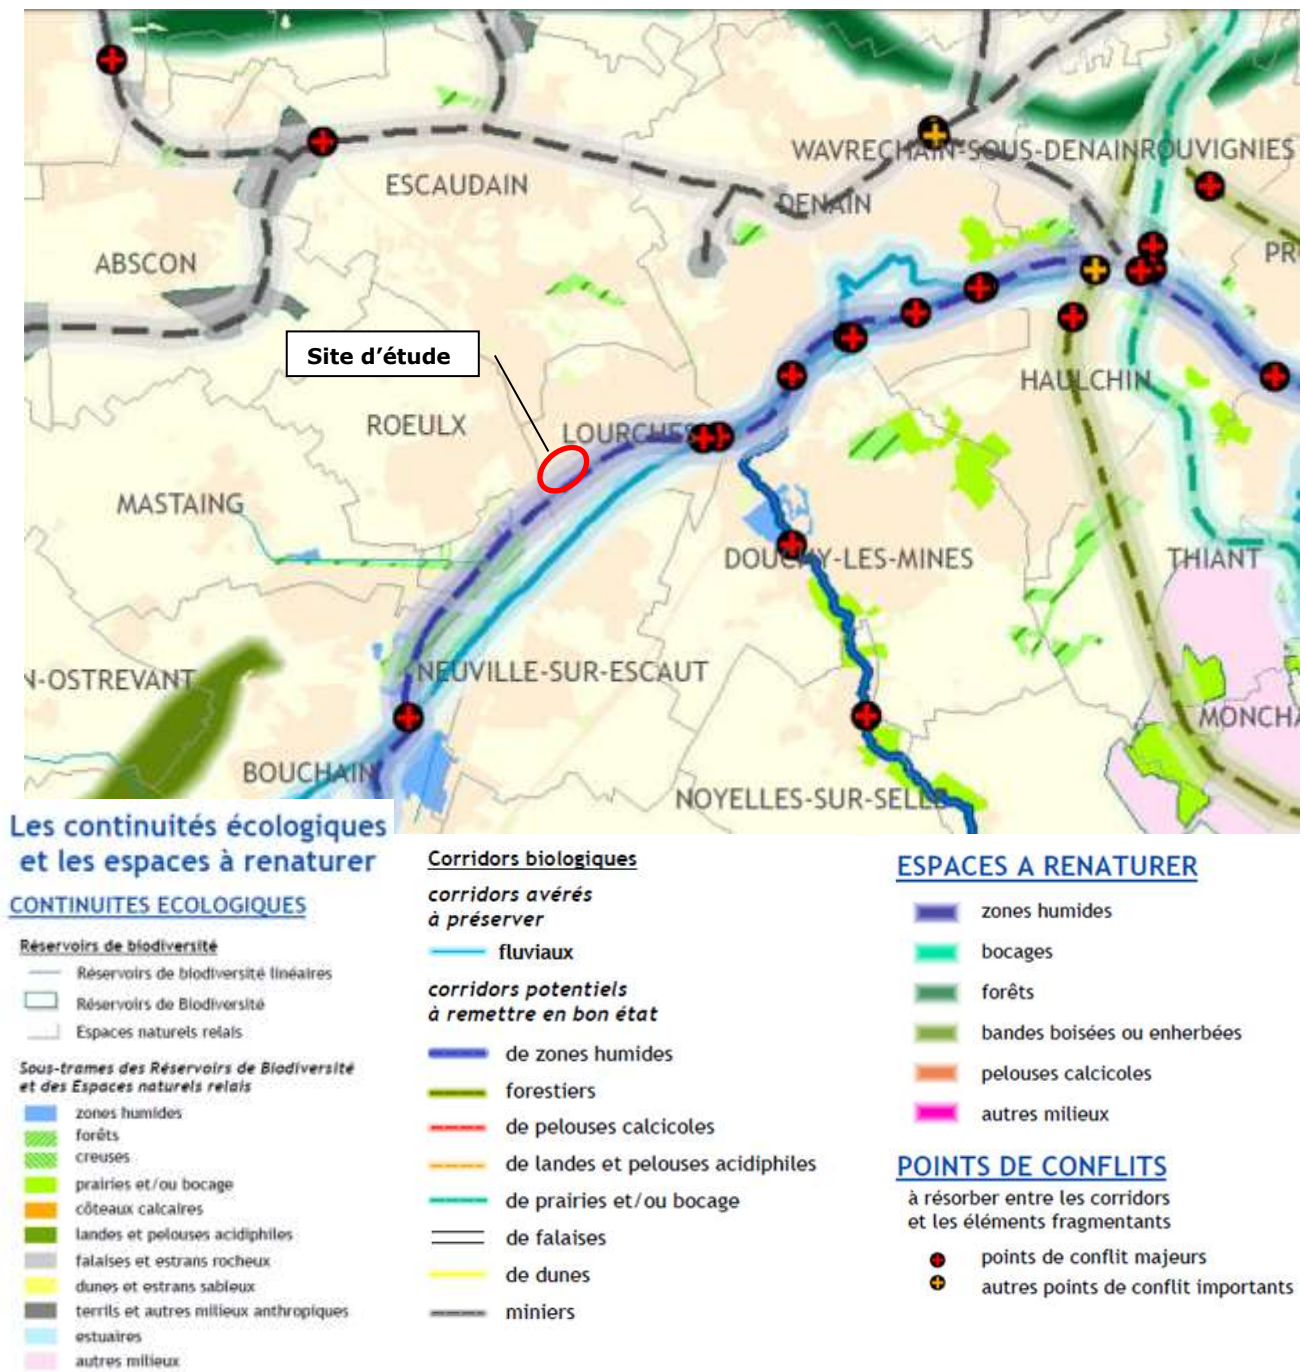 WAVRECHAIN-SOUS-DENAIN
ROUVIGNIES
ESCAUDAIN
DENAIN
ABSCON
PR
Site d'étude
HAULCHIN
ROEULX
LOURCHES
MASTAING
DOUCHY-LES-MINES
THIANT
N-OSTREVANT
NEUVILLE-SUR-ESCAUT
MONCHA
BOUCHAIN
NOYELLES-SUR-SELLE
Les continuités écologiques
et les espaces à renaturer
CONTINUITES ECOLOGIQUES
Réservoirs de biodiversité
Réservoirs de biodiversité linéaires
Réservoirs de Biodiversité
Espaces naturels relais
Sous-trames des Réservoirs de Biodiversité
et des Espaces naturels relais
zones humides
forêts
creuses
prairies et/ou bocage
côteaux calcaires
landes et pelouses acidiphiles
falaises et estrans rocheux
dunes et estrans sableux
terrils et autres milieux anthropiques
estuaires
autres milieux
Corridors biologiques
corridors avérés
à préserver
fluviaux
corridors potentiels
à remettre en bon état
de zones humides
forestiers
de pelouses calcicoles
de landes et pelouses acidiphiles
de prairies et/ou bocage
de falaises
de dunes
miniers
ESPACES A RENATURER
zones humides
bocages
forêts
bandes boisées ou enherbées
pelouses calcicoles
autres milieux
POINTS DE CONFLITS
à résorber entre les corridors
et les éléments fragmentants
points de conflit majeurs
autres points de conflit importants